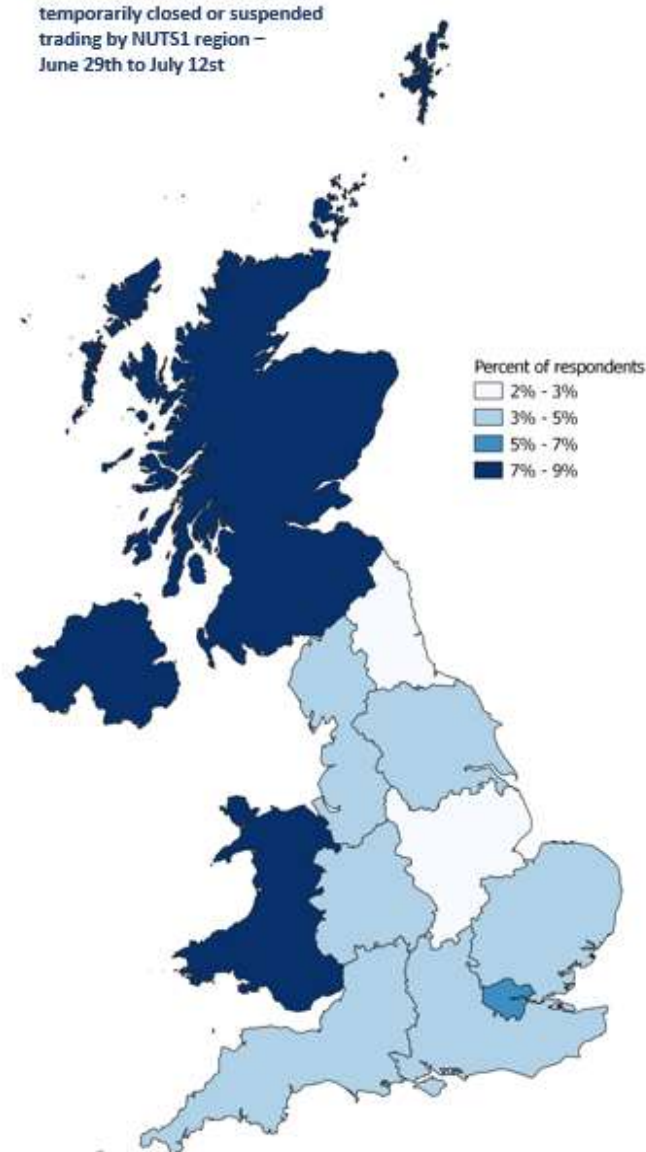 temporarily closed or suspended
trading by NUTS1 region –
June 29th to July 12st
Percent of respondents
2% - 3%
3% - 5%
5% - 7%
7% - 9%